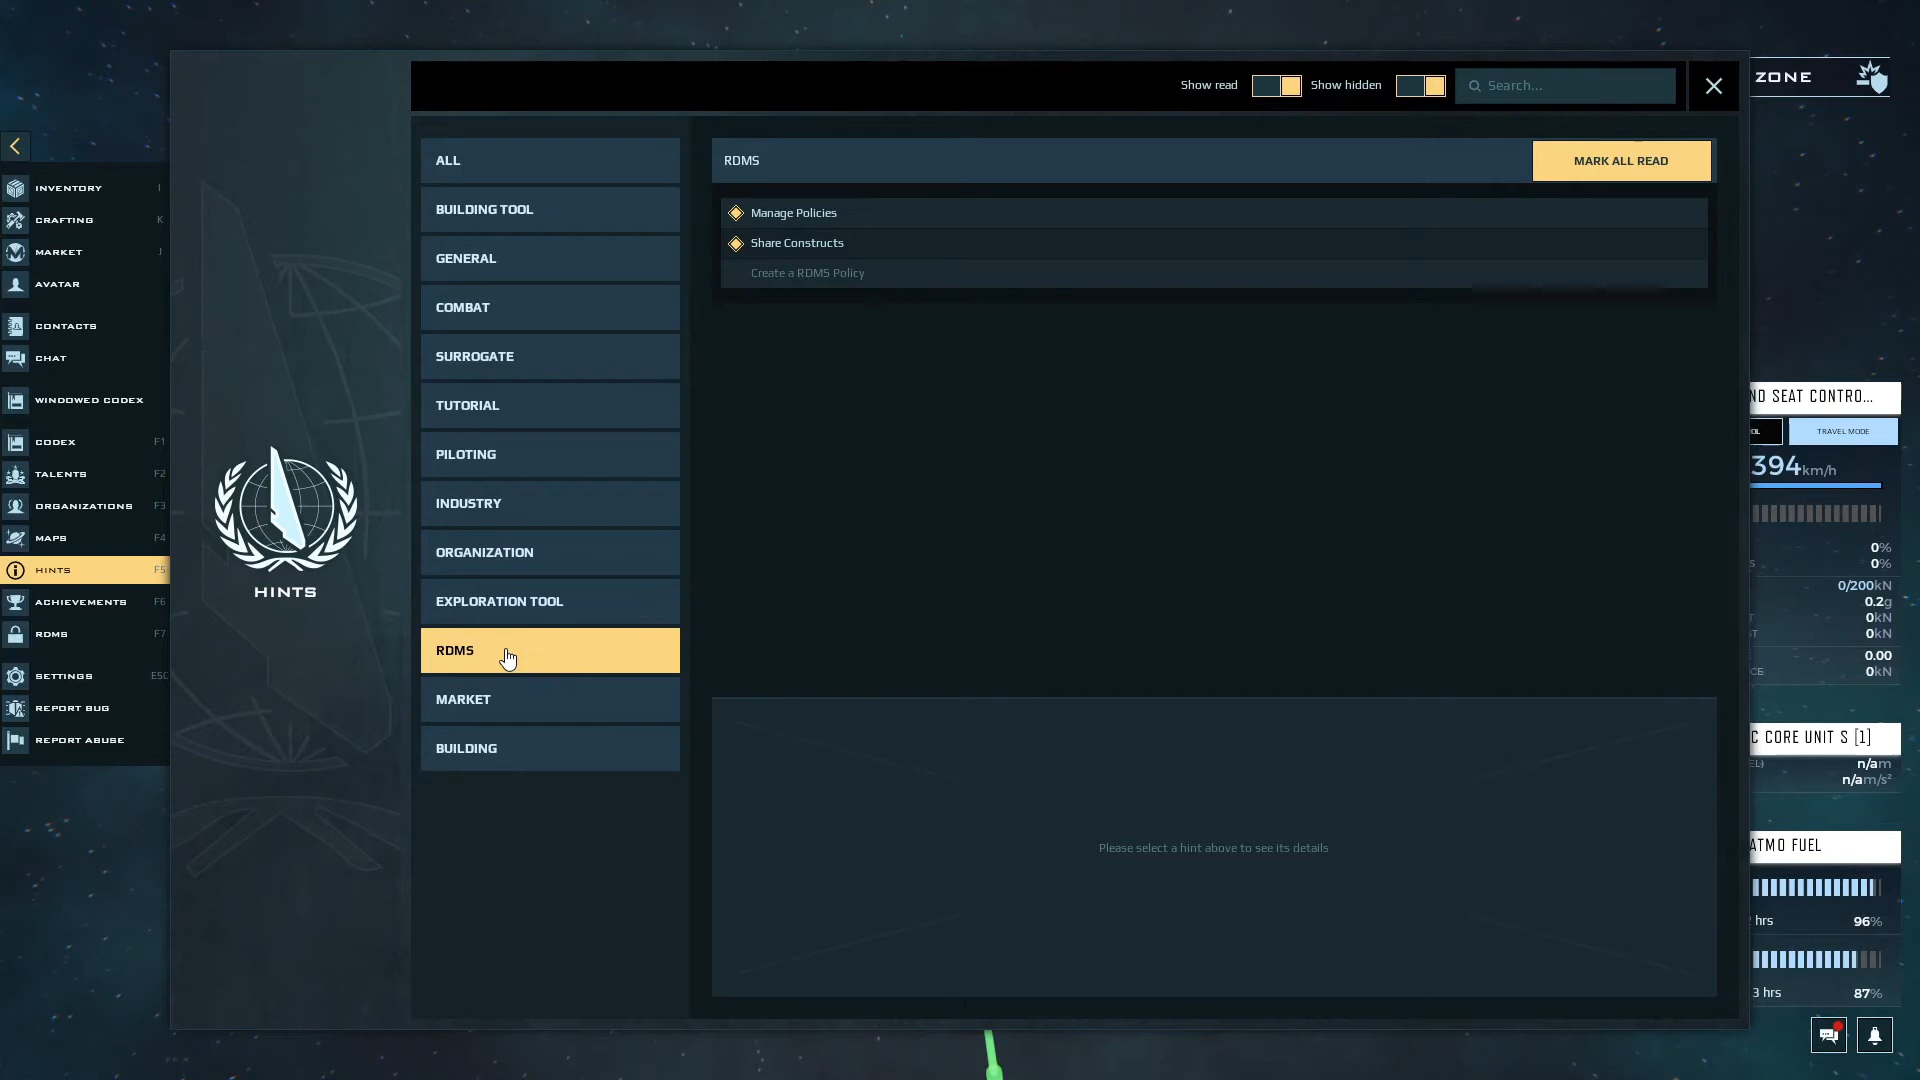 Show read
Show hidden
Search...
ZONE
INVENTORY I
CRAFTING K
MARKET J
AVATAR
CONTACTS
CHAT
WINDOWED CODEX
CODEX F1
TALENTS F2
ORGANIZATIONS F3
MAPS F4
HINTS F5
ACHIEVEMENTS F6
RDMS F7
SETTINGS ESC
REPORT BUG
REPORT ABUSE
HINTS
ALL
BUILDING TOOL
GENERAL
COMBAT
SURROGATE
TUTORIAL
PILOTING
INDUSTRY
ORGANIZATION
EXPLORATION TOOL
RDMS
MARKET
BUILDING
RDMS
MARK ALL READ
Manage Policies
Share Constructs
Create a RDMS Policy
Please select a hint above to see its details
ND SEAT CONTRO...
OL
TRAVEL MODE
394km/h
0%
S 0%
0/200kN
0.2g
T 0kN
ST 0kN
0.00
CE 0kN
C CORE UNIT S [1]
EL) n/am
n/am/s²
ATMO FUEL
hrs 96%
3 hrs 87%